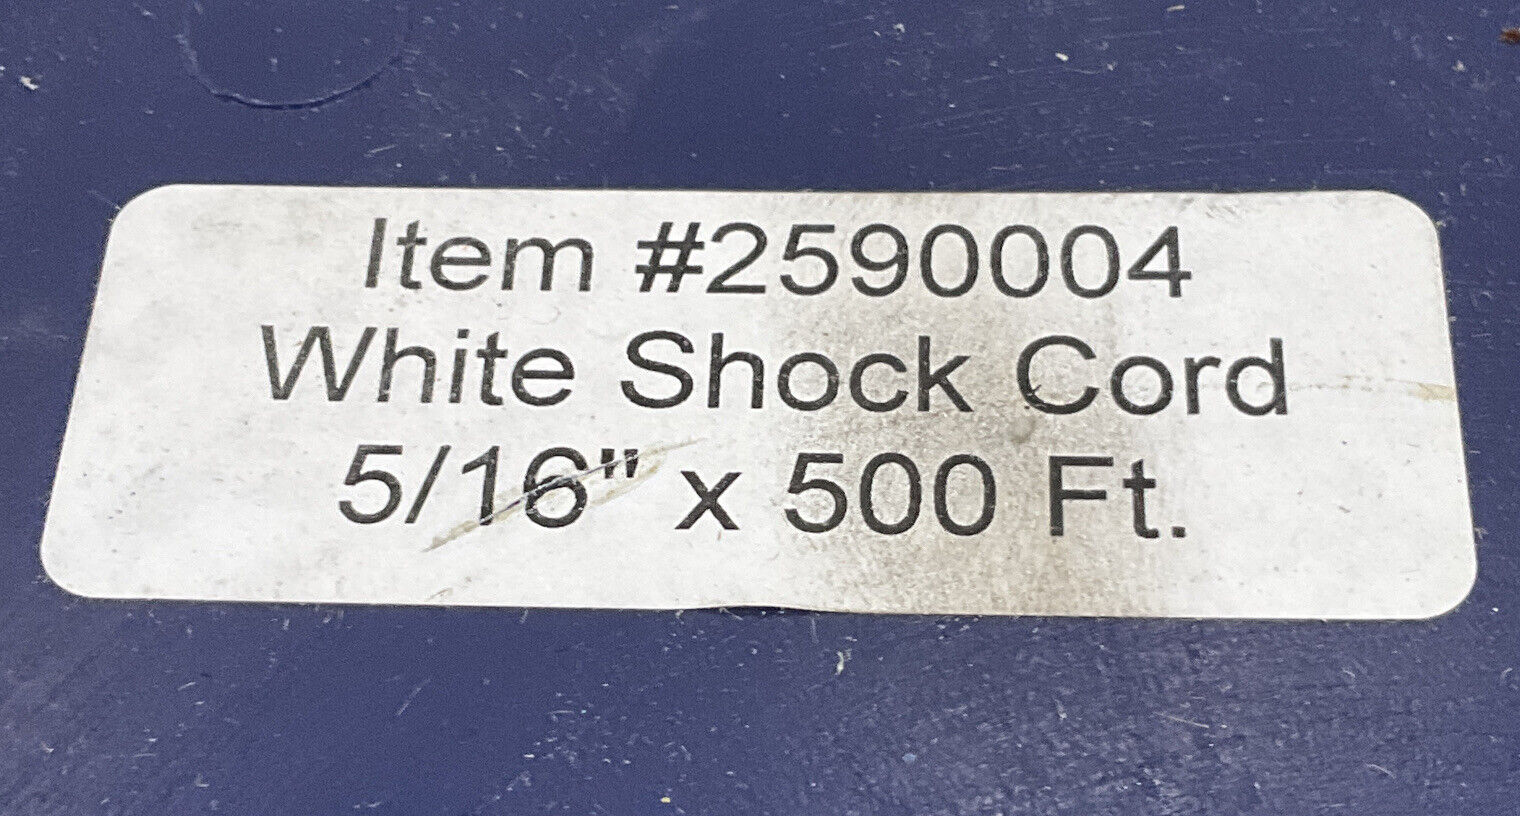 Item #2590004
White Shock Cord
5/16" x 500 Ft.